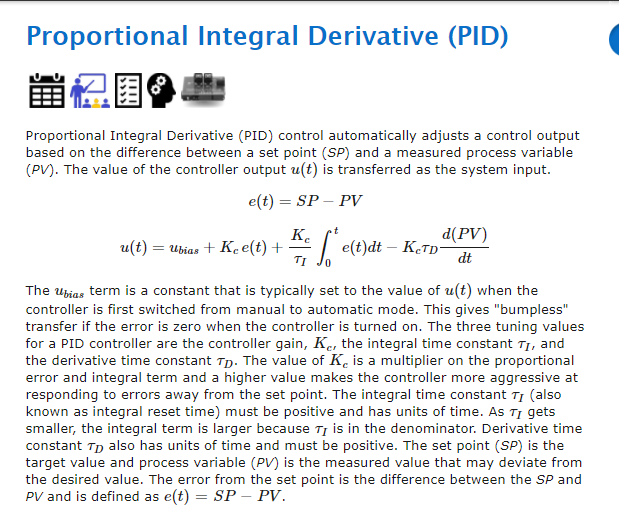 Proportional Integral Derivative (PID)
Proportional Integral Derivative (PID) control automatically adjusts a control output
based on the difference between a set point (SP) and a measured process variable
(PV). The value of the controller output u(t) is transferred as the system input.
e(t) = SP − PV
u(t) = u_{bias} + K_c e(t) + \frac{K_c}{τ_I} ∫_0^t e(t)dt − K_c τ_D \frac{d(PV)}{dt}
The u_{bias} term is a constant that is typically set to the value of u(t) when the
controller is first switched from manual to automatic mode. This gives "bumpless"
transfer if the error is zero when the controller is turned on. The three tuning values
for a PID controller are the controller gain, K_c, the integral time constant τ_I, and
the derivative time constant τ_D. The value of K_c is a multiplier on the proportional
error and integral term and a higher value makes the controller more aggressive at
responding to errors away from the set point. The integral time constant τ_I (also
known as integral reset time) must be positive and has units of time. As τ_I gets
smaller, the integral term is larger because τ_I is in the denominator. Derivative time
constant τ_D also has units of time and must be positive. The set point (SP) is the
target value and process variable (PV) is the measured value that may deviate from
the desired value. The error from the set point is the difference between the SP and
PV and is defined as e(t) = SP − PV.